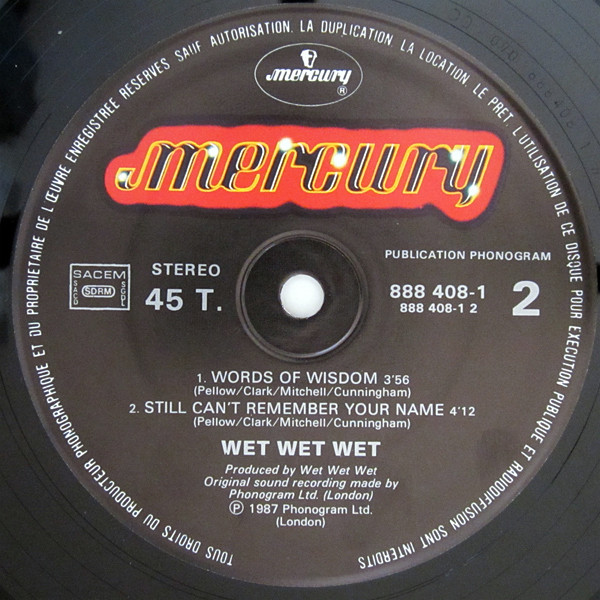 TOUS DROITS DU PRODUCTEUR PHONOGRAPHIQUE ET DU PROPRIETAIRE DE L'ŒUVRE ENREGISTREE RESERVES SAUF AUTORISATION. LA DUPLICATION, LA LOCATION, LE PRET, L'UTILISATION DE CE DISQUE POUR EXECUTION PUBLIQUE ET RADIODIFFUSION SONT INTERDITS
mercury
®
mercury
PUBLICATION PHONOGRAM
SACEM
SACD SDRM SGDL
STEREO
45 T.
888 408-1
888 408-1 2
2
1. WORDS OF WISDOM 3'56
(Pellow/Clark/Mitchell/Cunningham)
2. STILL CAN'T REMEMBER YOUR NAME 4'12
(Pellow/Clark/Mitchell/Cunningham)
WET WET WET
Produced by Wet Wet Wet
Original sound recording made by
Phonogram Ltd. (London)
℗ 1987 Phonogram Ltd.
(London)